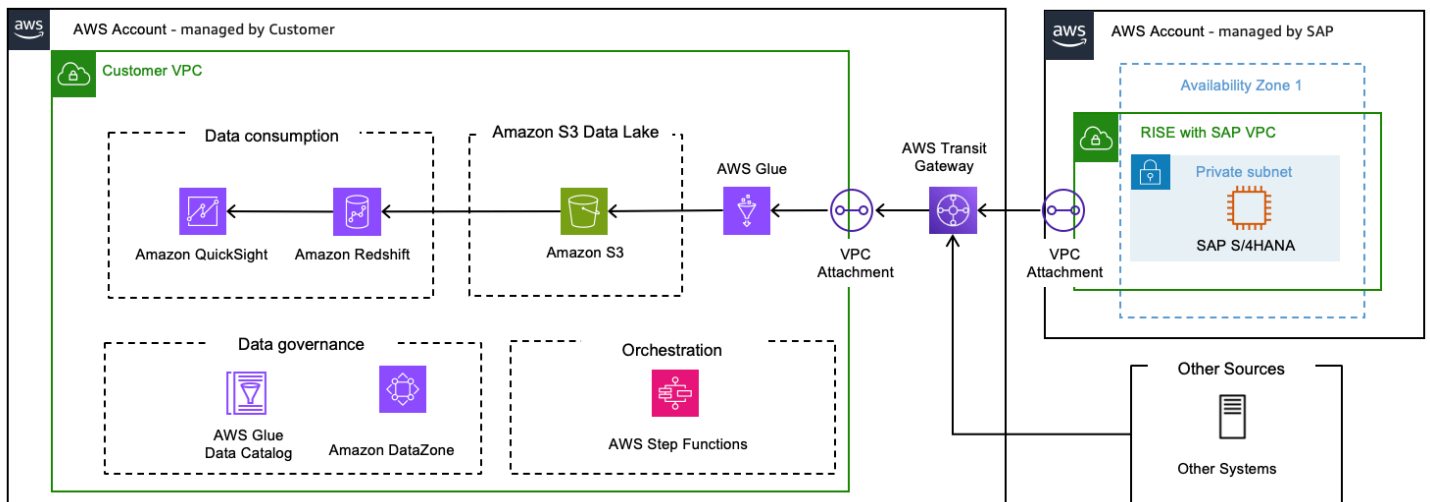 aws
AWS Account - managed by Customer
Customer VPC
Data consumption
Amazon QuickSight
Amazon Redshift
Amazon S3 Data Lake
Amazon S3
AWS Glue
VPC
Attachment
AWS Transit
Gateway
Data governance
AWS Glue
Data Catalog
Amazon DataZone
Orchestration
AWS Step Functions
aws
AWS Account - managed by SAP
Availability Zone 1
RISE with SAP VPC
Private subnet
SAP S/4HANA
VPC
Attachment
Other Sources
Other Systems